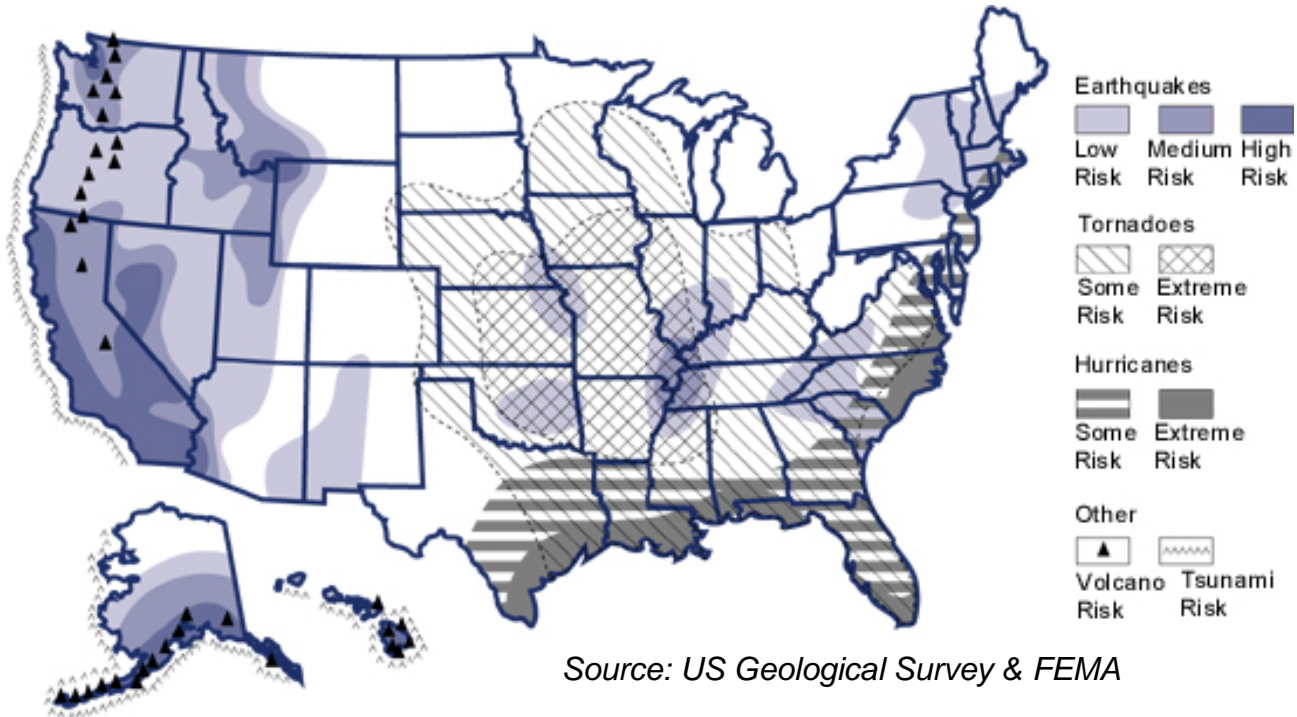 Earthquakes
Low Medium High
Risk Risk Risk
Tornadoes
Some Extreme
Risk Risk
Hurricanes
Some Extreme
Risk Risk
Other
Volcano Tsunami
Risk Risk
Source: US Geological Survey & FEMA